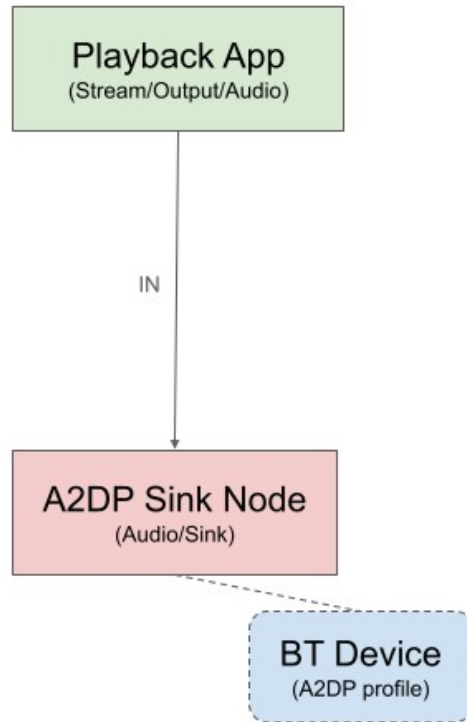 Playback App
(Stream/Output/Audio)
IN
A2DP Sink Node
(Audio/Sink)
BT Device
(A2DP profile)